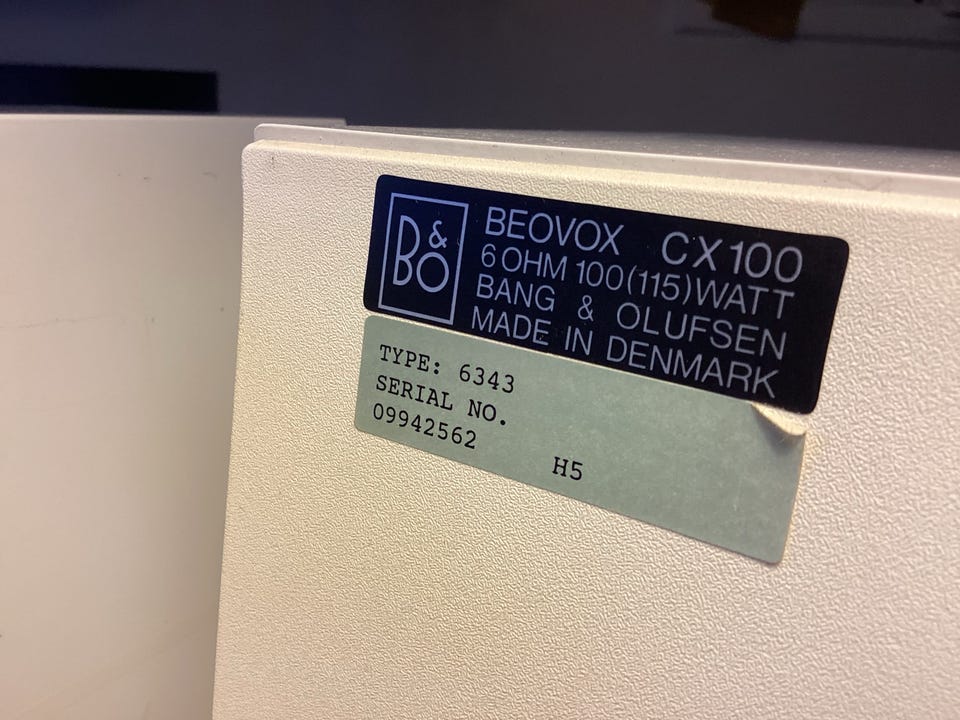 B&O
BEOVOX CX100
6 OHM 100(115)WATT
BANG & OLUFSEN
MADE IN DENMARK
TYPE: 6343
SERIAL NO.
09942562
H5